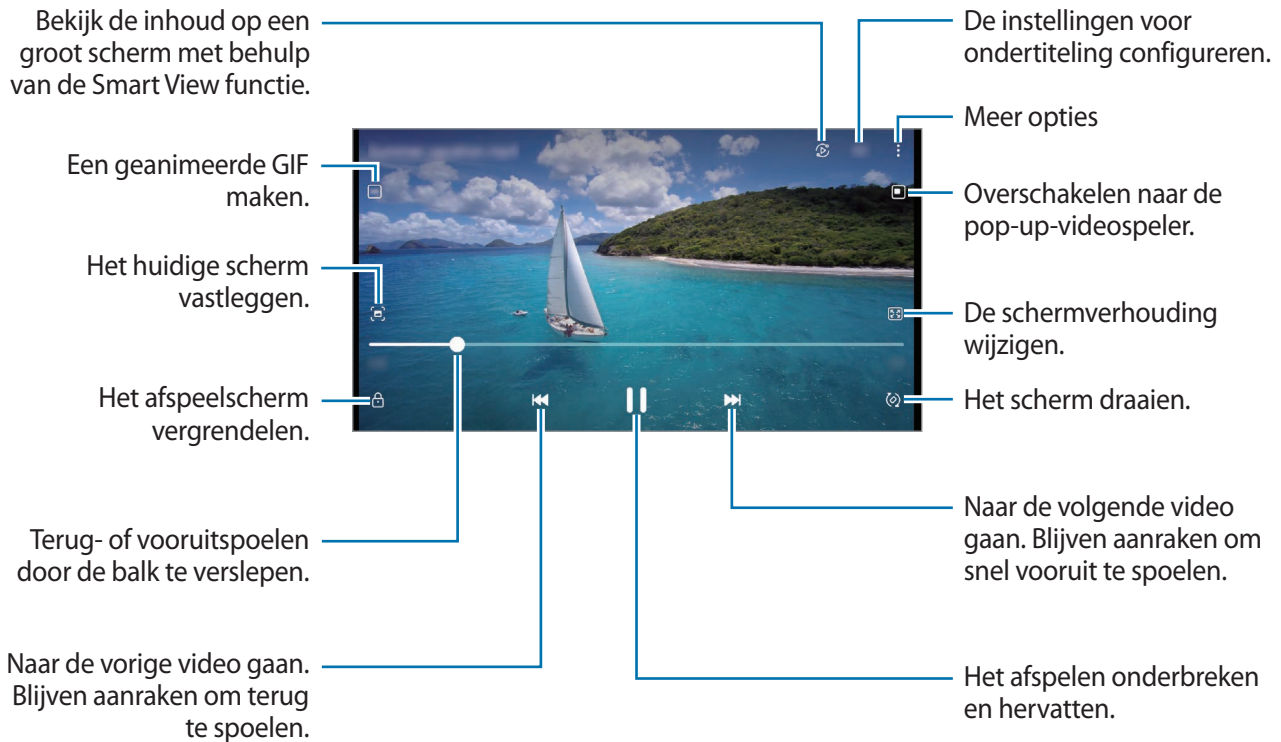 Bekijk de inhoud op een
groot scherm met behulp
van de Smart View functie.
Een geanimeerde GIF
maken.
Het huidige scherm
vastleggen.
Het afspeelscherm
vergrendelen.
Terug- of vooruitspoelen
door de balk te verslepen.
Naar de vorige video gaan.
Blijven aanraken om terug
te spoelen.
De instellingen voor
ondertiteling configureren.
Meer opties
Overschakelen naar de
pop-up-videospeler.
De schermverhouding
wijzigen.
Het scherm draaien.
Naar de volgende video
gaan. Blijven aanraken om
snel vooruit te spoelen.
Het afspelen onderbreken
en hervatten.